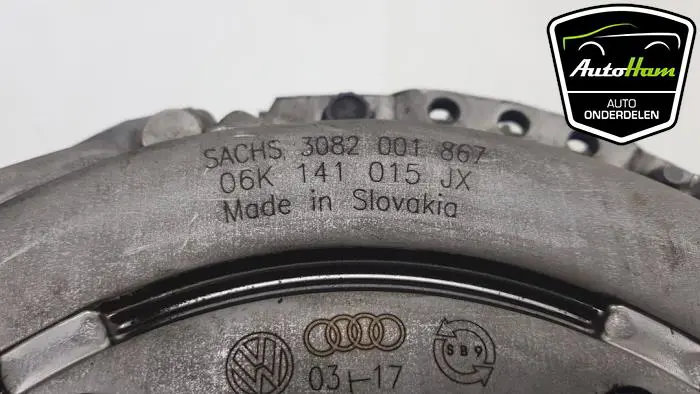 AutoHam
AUTO
ONDERDELEN
SACHS 3082 001 867
06K 141 015 JX
Made in Slovakia
SB9
03-17